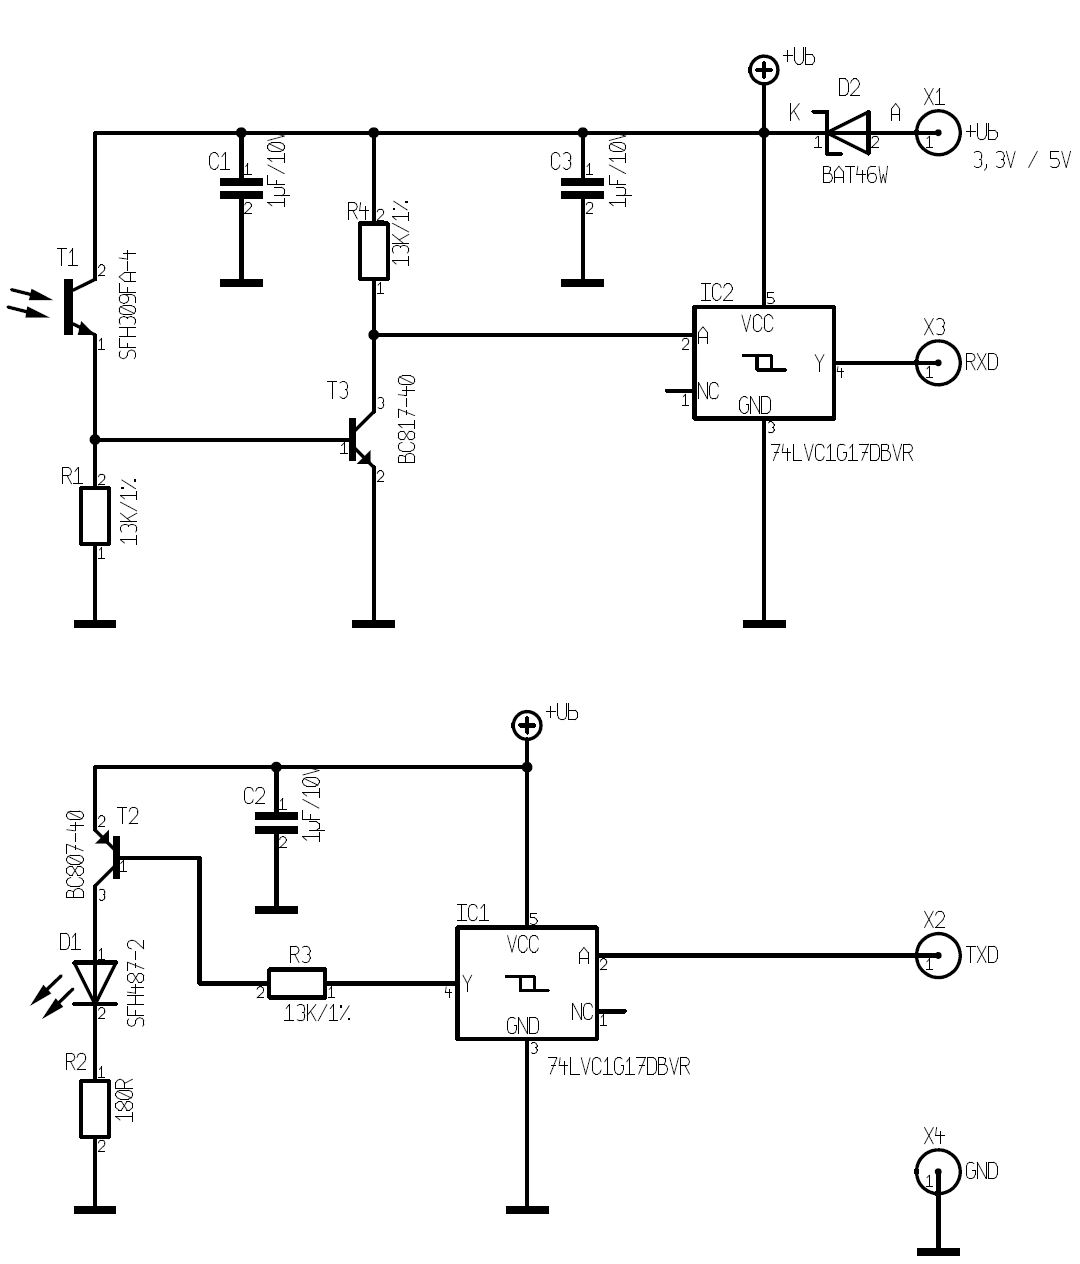 +Ub
D2
K
A
X1
1
2
1
+Ub
3,3V / 5V
BAT46W
C1
1
1µF/10V
2
C3
1
1µF/10V
2
R4
2
13K/1%
1
T1
2
SFH309FA-4
1
IC2
5
VCC
A
2
Y
4
NC
1
GND
3
74LVC1G17DBVR
X3
1
RXD
T3
3
BC817-40
1
2
R1
2
13K/1%
1
+Ub
C2
1
1µF/10V
2
T2
2
BC807-40
1
3
D1
1
SFH487-2
2
R3
2
1
13K/1%
IC1
5
VCC
A
2
Y
4
NC
1
GND
3
74LVC1G17DBVR
X2
1
TXD
R2
1
180R
2
X4
1
GND